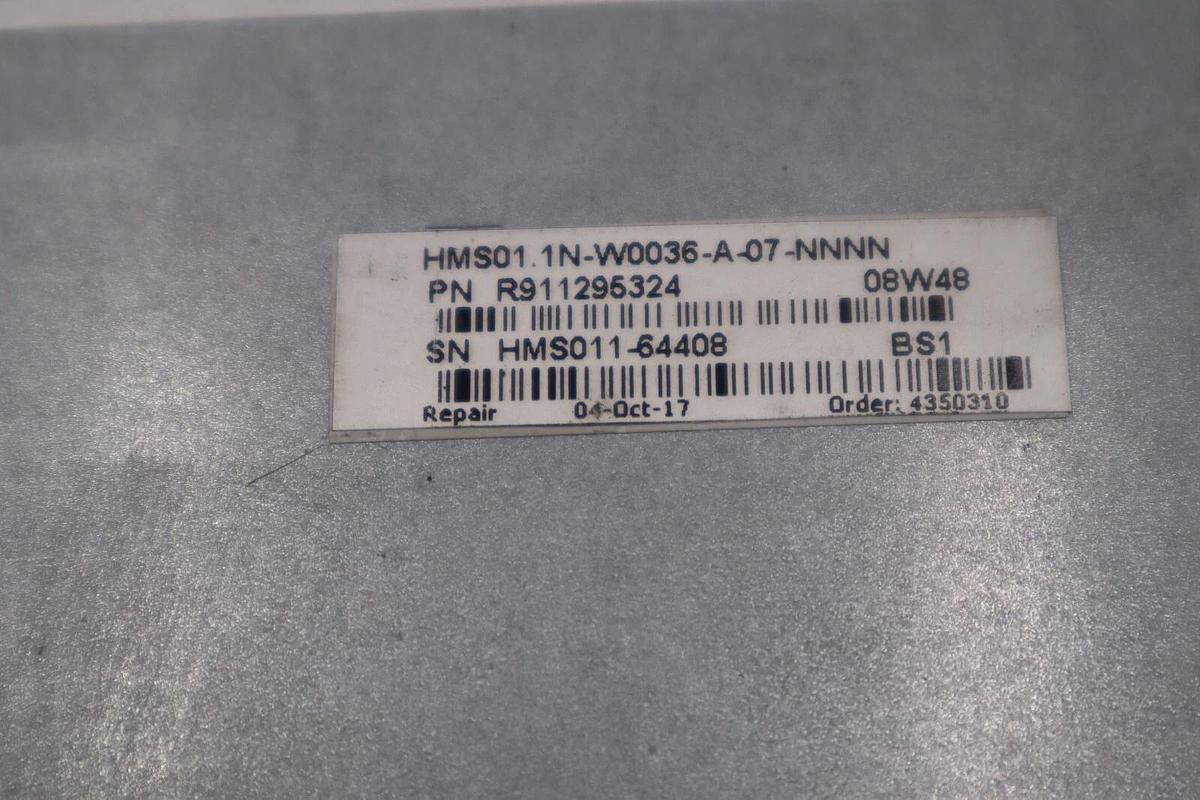 HMS01.1N-W0036-A-07-NNNN
PN R911295324 08W48
SN HMS011-64408 BS1
Repair 04-Oct-17 Order: 4350310